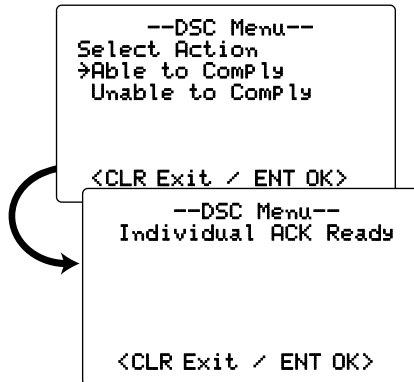 --DSC Menu--
Select Action
→Able to ComPly
Unable to ComPly
<CLR Exit / ENT OK>
--DSC Menu--
Individual ACK Ready
<CLR Exit / ENT OK>